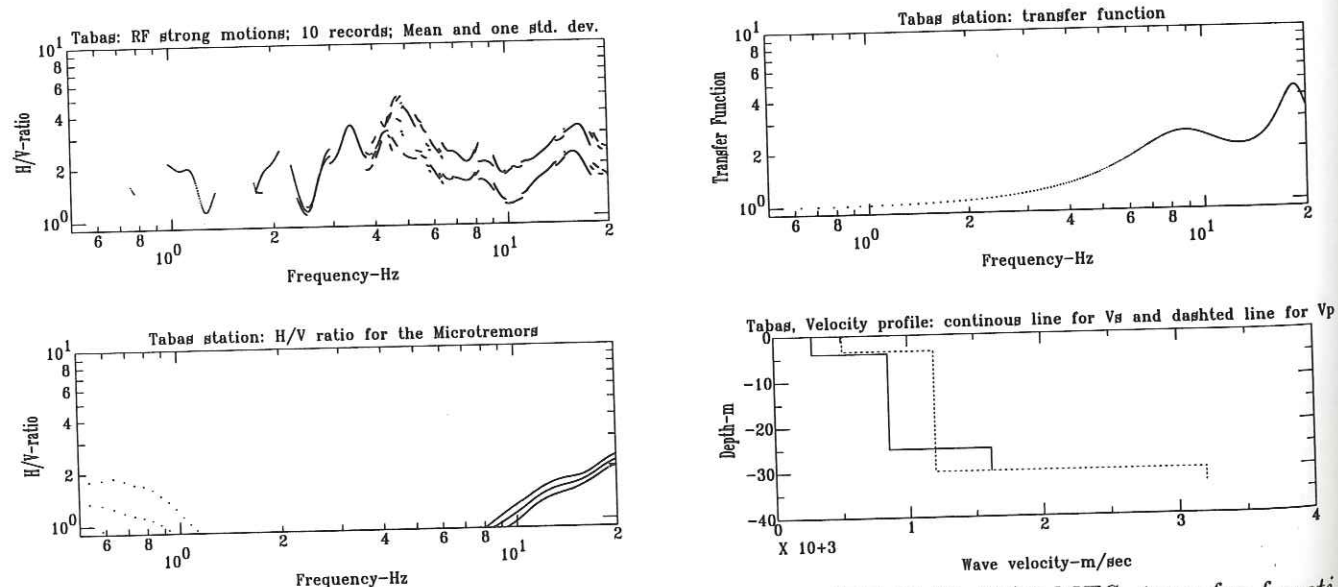 Tabas: RF strong motions; 10 records; Mean and one std. dev.
10^1
8
6
4
2
10^0
H/V-ratio
6 8 10^0 2 4 6 8 10^1 2
Frequency-Hz
Tabas station: transfer function
10^1
8
6
4
2
10^0
Transfer Function
6 8 10^0 2 4 6 8 10^1 2
Frequency-Hz
Tabas station: H/V ratio for the Microtremors
10^1
8
6
4
2
10^0
H/V-ratio
6 8 10^0 2 4 6 8 10^1 2
Frequency-Hz
Tabas, Velocity profile: continous line for Vs and dashted line for Vp
0
-10
-20
-30
-40
Depth-m
0 1 2 3 4
X 10+3
Wave velocity-m/sec